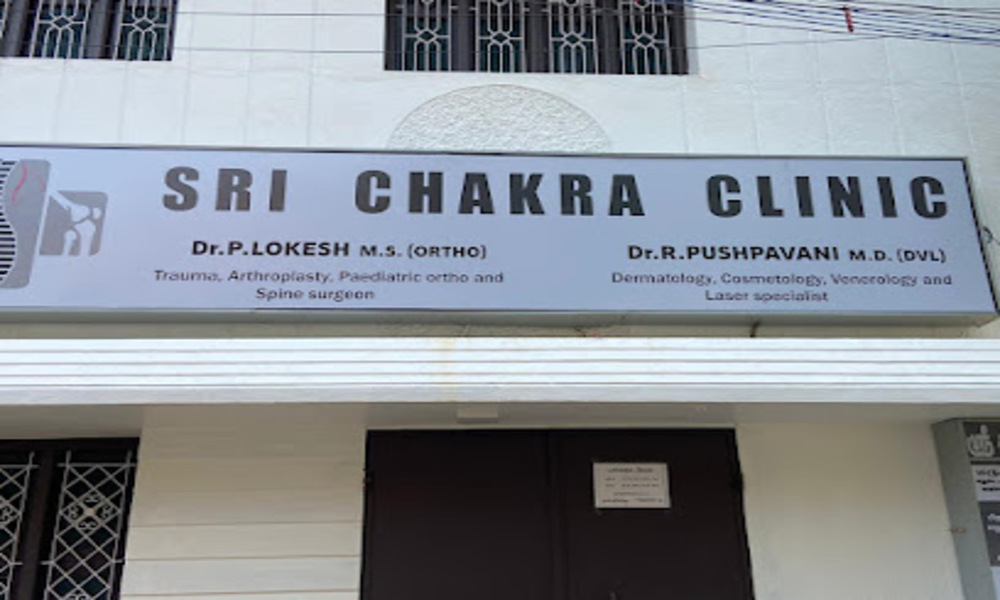 SRI CHAKRA CLINIC
Dr.P.LOKESH M.S. (ORTHO)
Trauma, Arthroplasty, Paediatric ortho and
Spine surgeon
Dr.R.PUSHPAVANI M.D. (DVL)
Dermatology, Cosmetology, Venerology and
Laser specialist